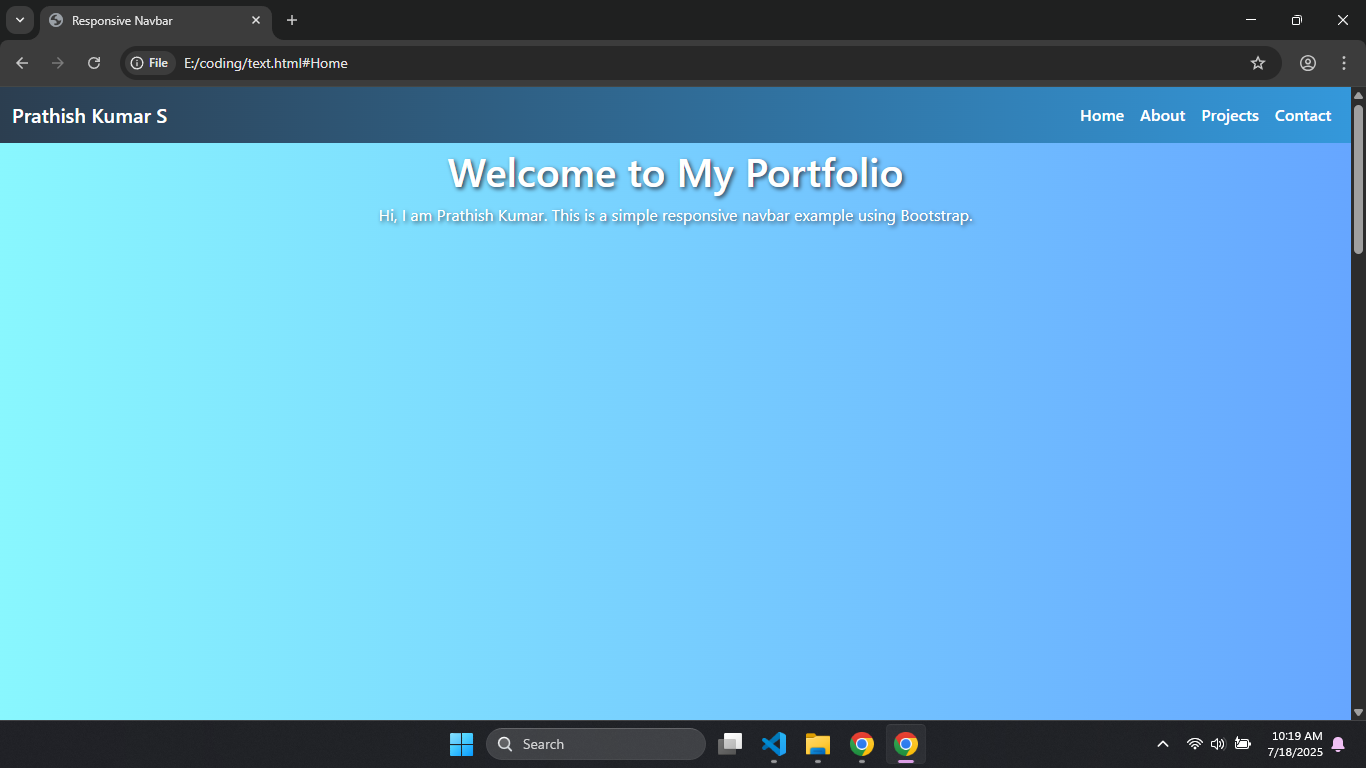 Responsive Navbar
File E:/coding/text.html#Home
Prathish Kumar S Home About Projects Contact
Welcome to My Portfolio
Hi, I am Prathish Kumar. This is a simple responsive navbar example using Bootstrap.
Search
10:19 AM
7/18/2025